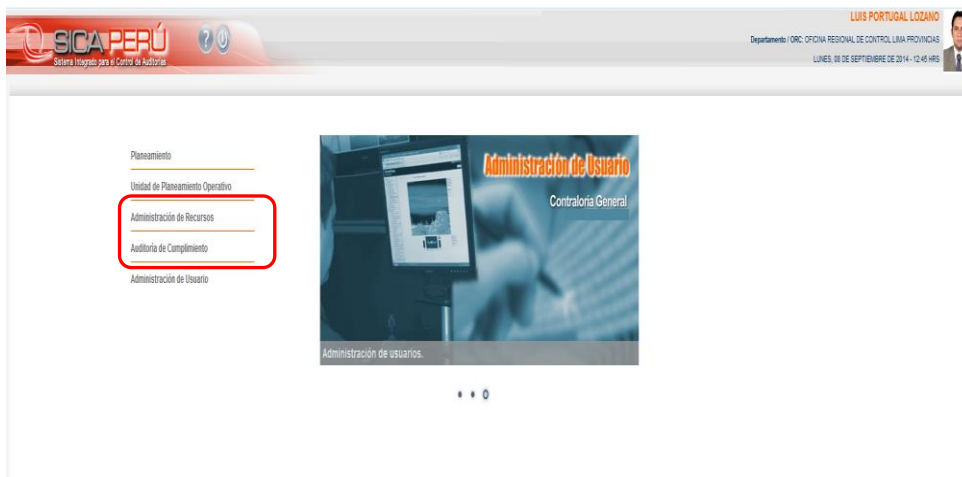 LUIS PORTUGAL LOZANO
SICA PERÚ
Departamento / ORC: OFICINA REGIONAL DE CONTROL LIMA PROVINCIAS
Sistema Integrado para el Control de Auditorías
LUNES, 08 DE SEPTIEMBRE DE 2014 - 12:46 HRS
Planeamiento
Unidad de Planeamiento Operativo
Administración de Recursos
Auditoría de Cumplimiento
Administración de Usuario
Administración de Usuario
Contraloría General
Administración de usuarios.